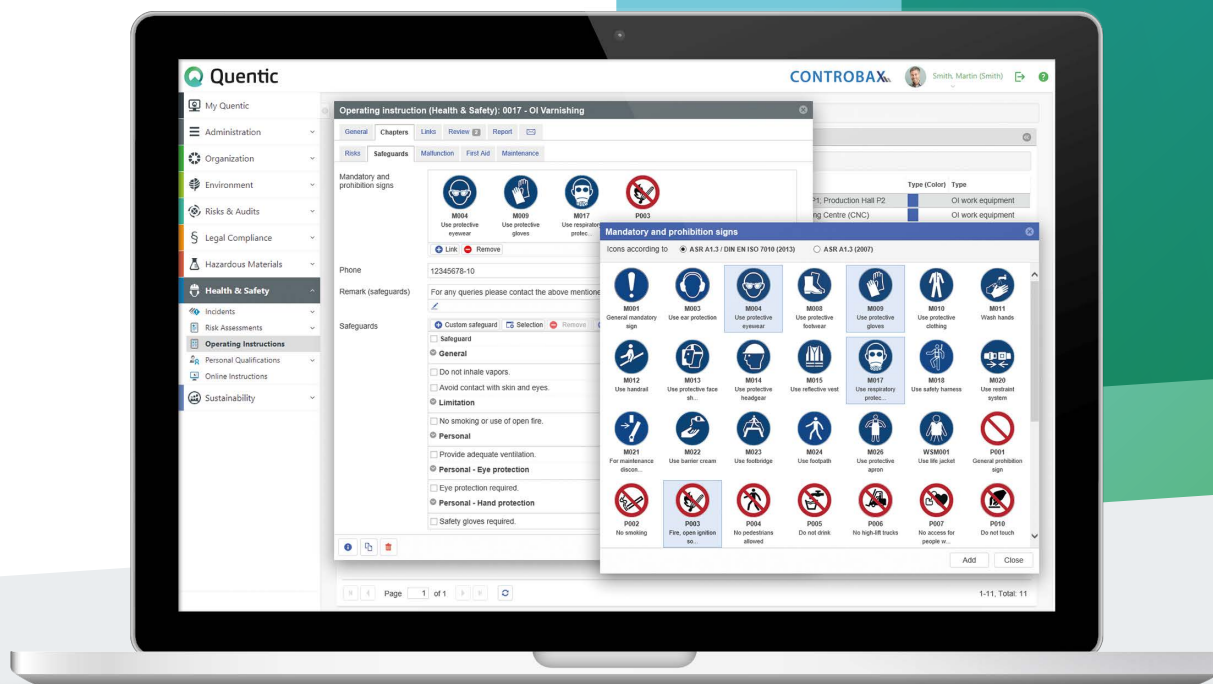 Quentic
CONTROBAX
Smith, Martin (Smith)
My Quentic
Administration
Organization
Environment
Risks & Audits
Legal Compliance
Hazardous Materials
Health & Safety
Incidents
Risk Assessments
Operating Instructions
Personal Qualifications
Online Instructions
Sustainability
Operating instruction (Health & Safety): 0017 - OI Varnishing
General Chapters Links Review 2 Report
Risks Safeguards Malfunction First Aid Maintenance
Mandatory and
prohibition signs
M004 M009 M017 P003
Use protective Use protective Use respiratory
eyewear gloves protec...
Link Remove
Phone 12345678-10
Remark (safeguards) For any queries please contact the above mentione
Safeguards Custom safeguard Selection Remove
Safeguard
General
Do not inhale vapors.
Avoid contact with skin and eyes.
Limitation
No smoking or use of open fire.
Personal
Provide adequate ventilation.
Personal - Eye protection
Eye protection required.
Personal - Hand protection
Safety gloves required.
Type (Color) Type
P1; Production Hall P2 OI work equipment
ng Centre (CNC) OI work equipment
Mandatory and prohibition signs
Icons according to ASR A1.3 / DIN EN ISO 7010 (2013) ASR A1.3 (2007)
M001 M003 M004 M008 M009 M010 M011
General mandatory Use ear protection Use protective Use protective Use protective Use protective Wash hands
sign eyewear footwear gloves clothing
M012 M013 M014 M015 M017 M018 M020
Use handrail Use protective face Use protective Use reflective vest Use respiratory Use safety harness Use restraint
sh... headgear protec... system
M021 M022 M023 M024 M026 WSM001 P001
For maintenance Use barrier cream Use footbridge Use footpath Use protective Use life jacket General prohibition
discon... apron sign
P002 P003 P004 P005 P006 P007 P010
No smoking Fire, open ignition No pedestrians Do not drink No high-lift trucks No access for Do not touch
so... allowed people w...
Add Close
Page 1 of 1 1-11, Total: 11